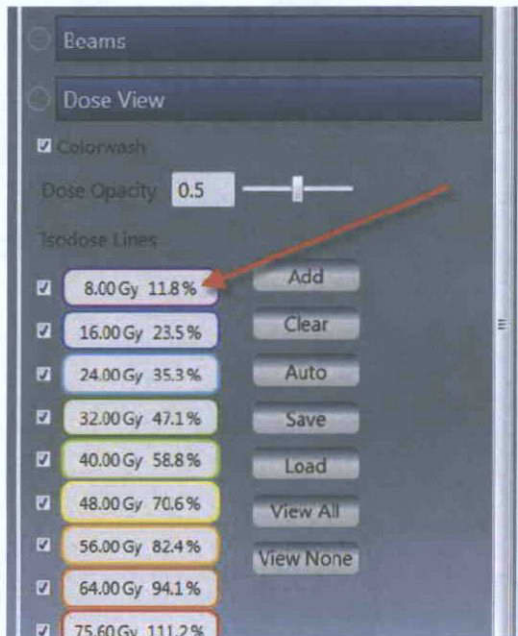 Beams
Dose View
Colorwash
Dose Opacity 0.5
Isodose Lines
8.00 Gy 11.8 % Add
16.00 Gy 23.5 % Clear
24.00 Gy 35.3 % Auto
32.00 Gy 47.1 % Save
40.00 Gy 58.8 % Load
48.00 Gy 70.6 % View All
56.00 Gy 82.4 % View None
64.00 Gy 94.1 %
75.60 Gy 111.2 %